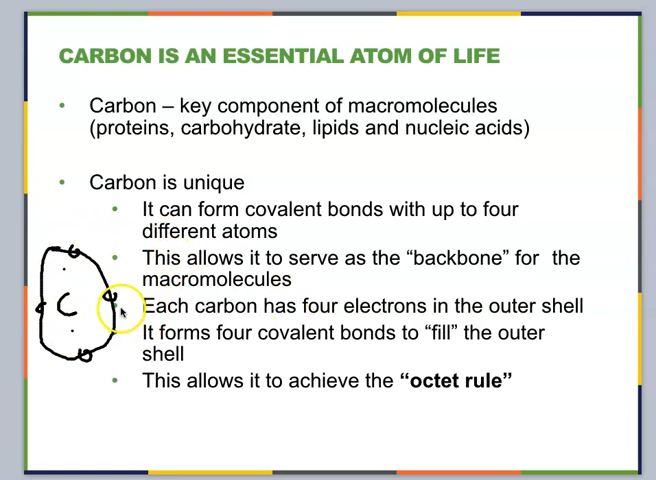 CARBON IS AN ESSENTIAL ATOM OF LIFE
• Carbon – key component of macromolecules
(proteins, carbohydrate, lipids and nucleic acids)
• Carbon is unique
• It can form covalent bonds with up to four
different atoms
• This allows it to serve as the “backbone” for the
macromolecules
• Each carbon has four electrons in the outer shell
It forms four covalent bonds to “fill” the outer
shell
• This allows it to achieve the “octet rule”
C